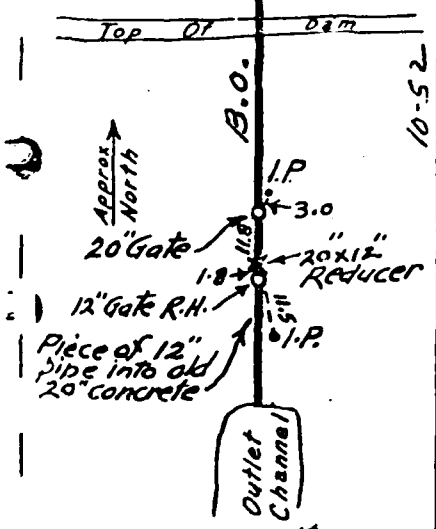 Top Of Dam
B.O.
10-52
I.P.
Approx
North
3.0
20" Gate
11.8
20"x12"
Reducer
1.8
12" Gate R.H.
11.5
I.P.
Piece of 12"
pipe into old
20" concrete
Outlet
Channel